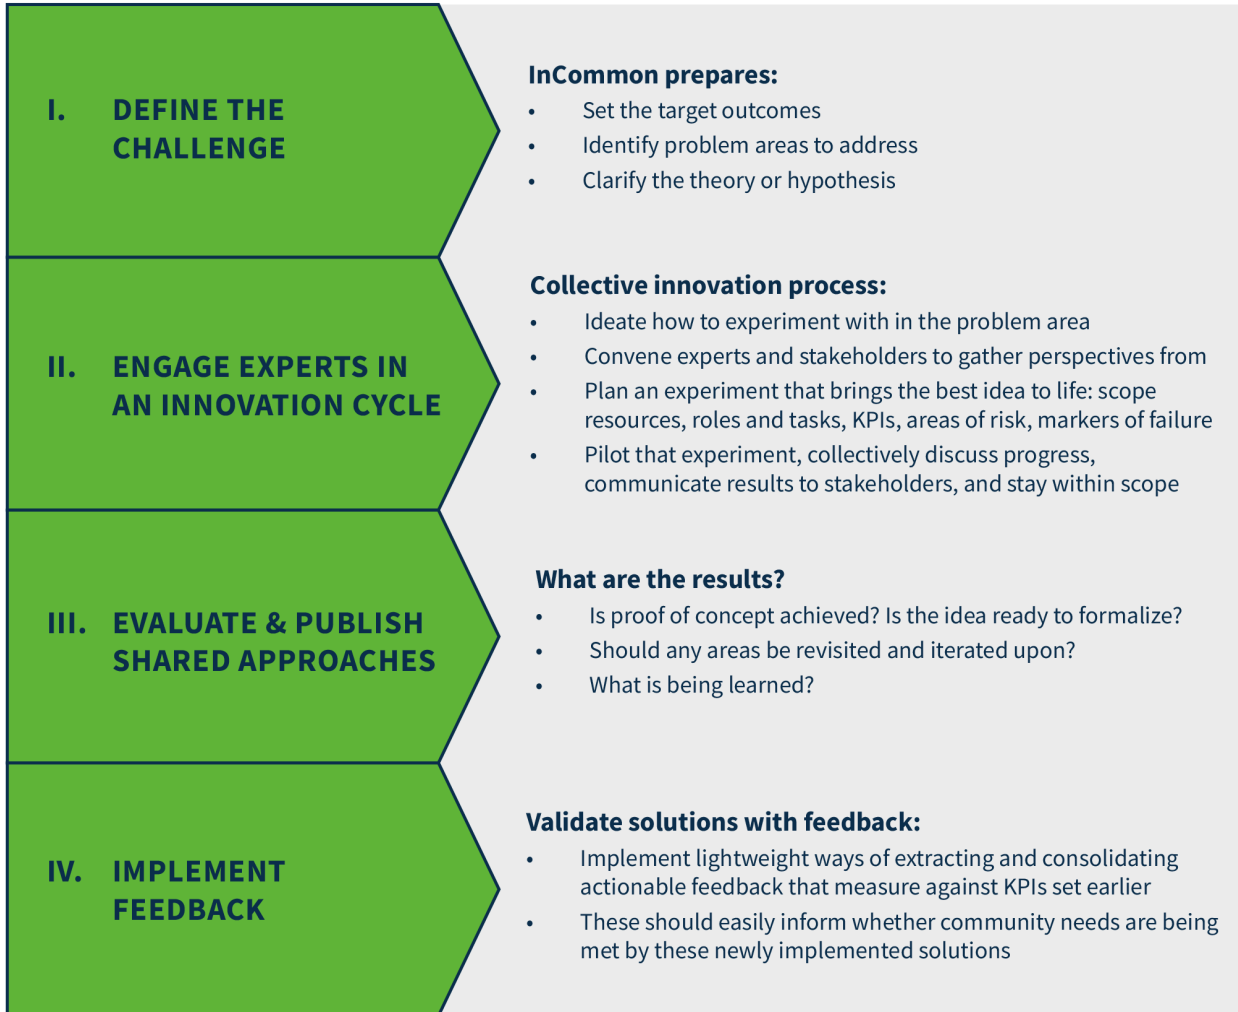 I. DEFINE THE
CHALLENGE
InCommon prepares:
• Set the target outcomes
• Identify problem areas to address
• Clarify the theory or hypothesis
II. ENGAGE EXPERTS IN
AN INNOVATION CYCLE
Collective innovation process:
• Ideate how to experiment with in the problem area
• Convene experts and stakeholders to gather perspectives from
• Plan an experiment that brings the best idea to life: scope
resources, roles and tasks, KPIs, areas of risk, markers of failure
• Pilot that experiment, collectively discuss progress,
communicate results to stakeholders, and stay within scope
III. EVALUATE & PUBLISH
SHARED APPROACHES
What are the results?
• Is proof of concept achieved? Is the idea ready to formalize?
• Should any areas be revisited and iterated upon?
• What is being learned?
IV. IMPLEMENT
FEEDBACK
Validate solutions with feedback:
• Implement lightweight ways of extracting and consolidating
actionable feedback that measure against KPIs set earlier
• These should easily inform whether community needs are being
met by these newly implemented solutions